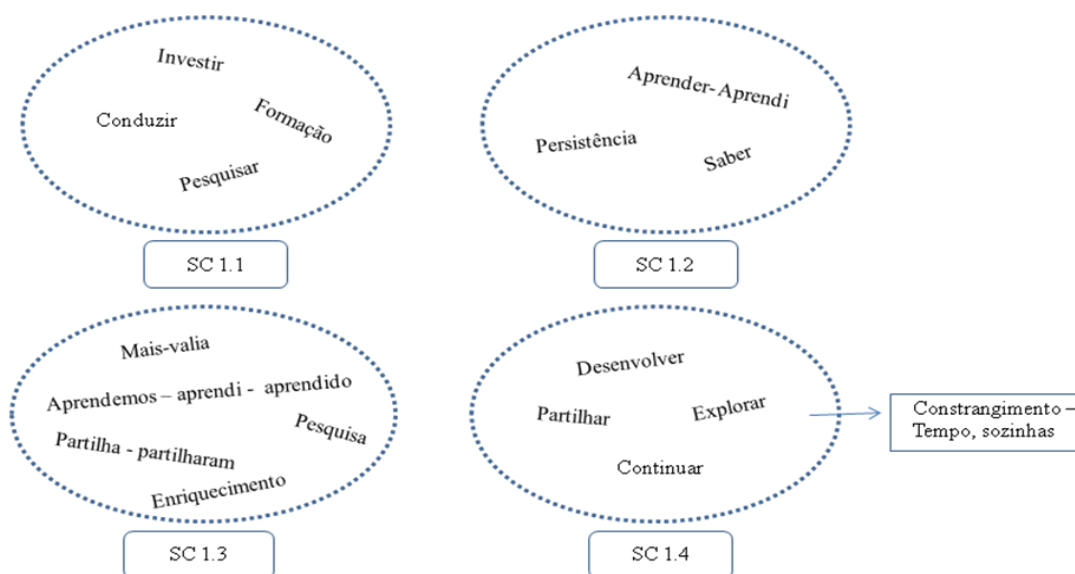 Investir
Conduzir
Formação
Pesquisar
SC 1.1
Aprender- Aprendi
Persistência
Saber
SC 1.2
Mais-valia
Aprendemos – aprendi - aprendido
Pesquisa
Partilha - partilharam
Enriquecimento
SC 1.3
Desenvolver
Partilhar
Explorar
Continuar
SC 1.4
Constrangimento –
Tempo, sozinhas